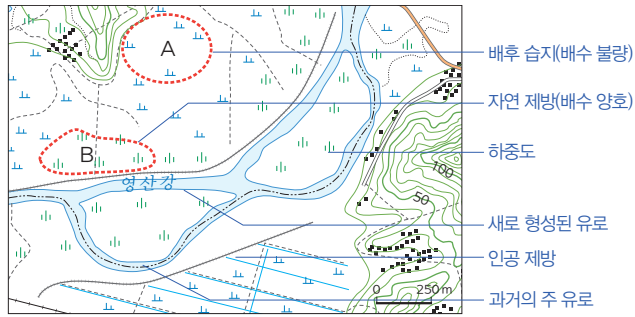 A
배후 습지(배수 불량)
자연 제방(배수 양호)
B
하중도
100
영산강
50
새로 형성된 유로
인공 제방
0 250m
과거의 주 유로